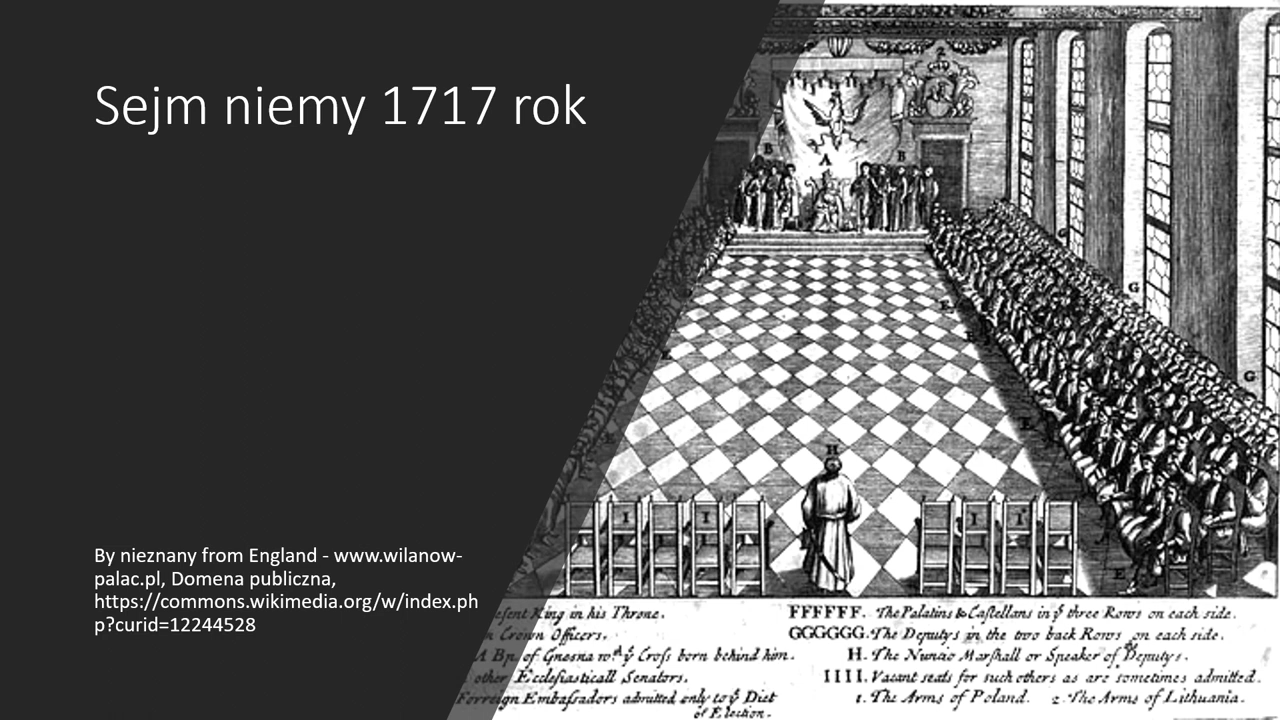 Sejm niemy 1717 rok
By nieznany from England - www.wilanow-
palac.pl, Domena publiczna,
https://commons.wikimedia.org/w/index.ph
p?curid=12244528
2
B
A
B
G
G
E
E
E
H
I
I
I
I
E
King in his Throne.
Crown Officers.
A Bp. of Gnesna wth ẏ Cross born behind him.
other Ecclesiasticall Senators.
Forreign Embassadors admitted only to ẏ Diet
of Election.
FFFFFF. The Palatins & Castellans in ẏ three Rows on each side.
GGGGGG. The Deputys in the two back Rows on each side.
H. The Nuncio Marshall or Speaker of ẏ Deputys.
IIII. Vacant seats for such others as are sometimes admitted.
1. The Arms of Poland. 2. The Arms of Lithuania.